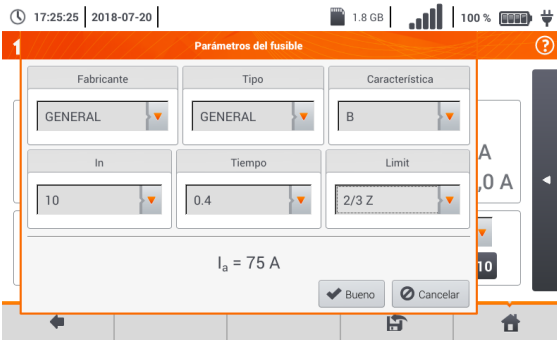 17:25:25 2018-07-20 1.8 GB 100 %
1 Parámetros del fusible ?
Fabricante Tipo Característica
GENERAL GENERAL B
In Tiempo Limit
10 0.4 2/3 Z
Ia = 75 A
Bueno Cancelar
A
,0 A
10